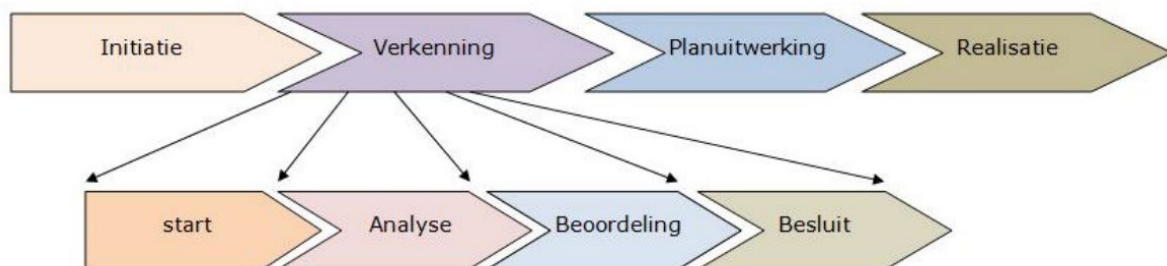 Initiatie
Verkenning
Planuitwerking
Realisatie
start
Analyse
Beoordeling
Besluit